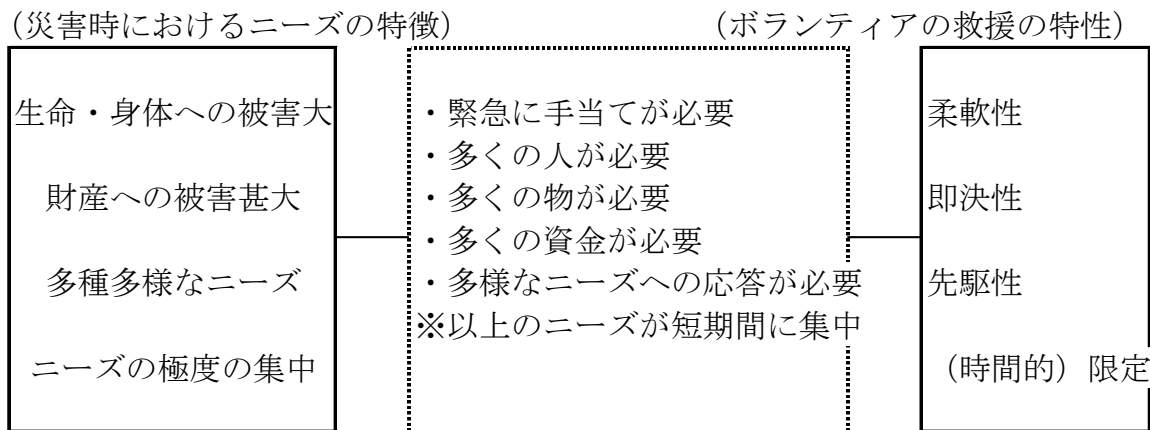 (災害時におけるニーズの特徴)
(ボランティアの救援の特性)
生命・身体への被害大
財産への被害甚大
多種多様なニーズ
ニーズの極度の集中
・緊急に手当てが必要
・多くの人が必要
・多くの物が必要
・多くの資金が必要
・多様なニーズへの応答が必要
※以上のニーズが短期間に集中
柔軟性
即決性
先駆性
（時間的）限定